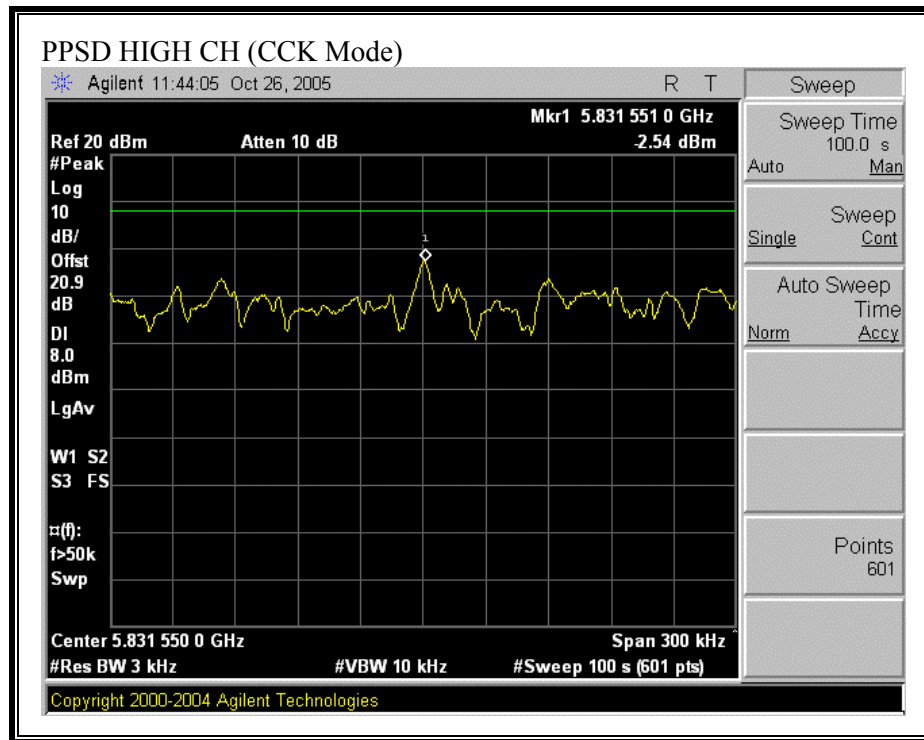 PPSD HIGH CH (CCK Mode)
Agilent 11:44:05 Oct 26, 2005 R T
Mkr1 5.831 551 0 GHz
Ref 20 dBm Atten 10 dB -2.54 dBm
#Peak
Log
10
dB/
Offst
20.9
dB
DI
8.0
dBm
LgAv
W1 S2
S3 FS
¤(f):
f>50k
Swp
1
Center 5.831 550 0 GHz Span 300 kHz
#Res BW 3 kHz #VBW 10 kHz #Sweep 100 s (601 pts)
Copyright 2000-2004 Agilent Technologies
Sweep
Sweep Time
100.0 s
Auto Man
Sweep
Single Cont
Auto Sweep
Time
Norm Accy
Points
601